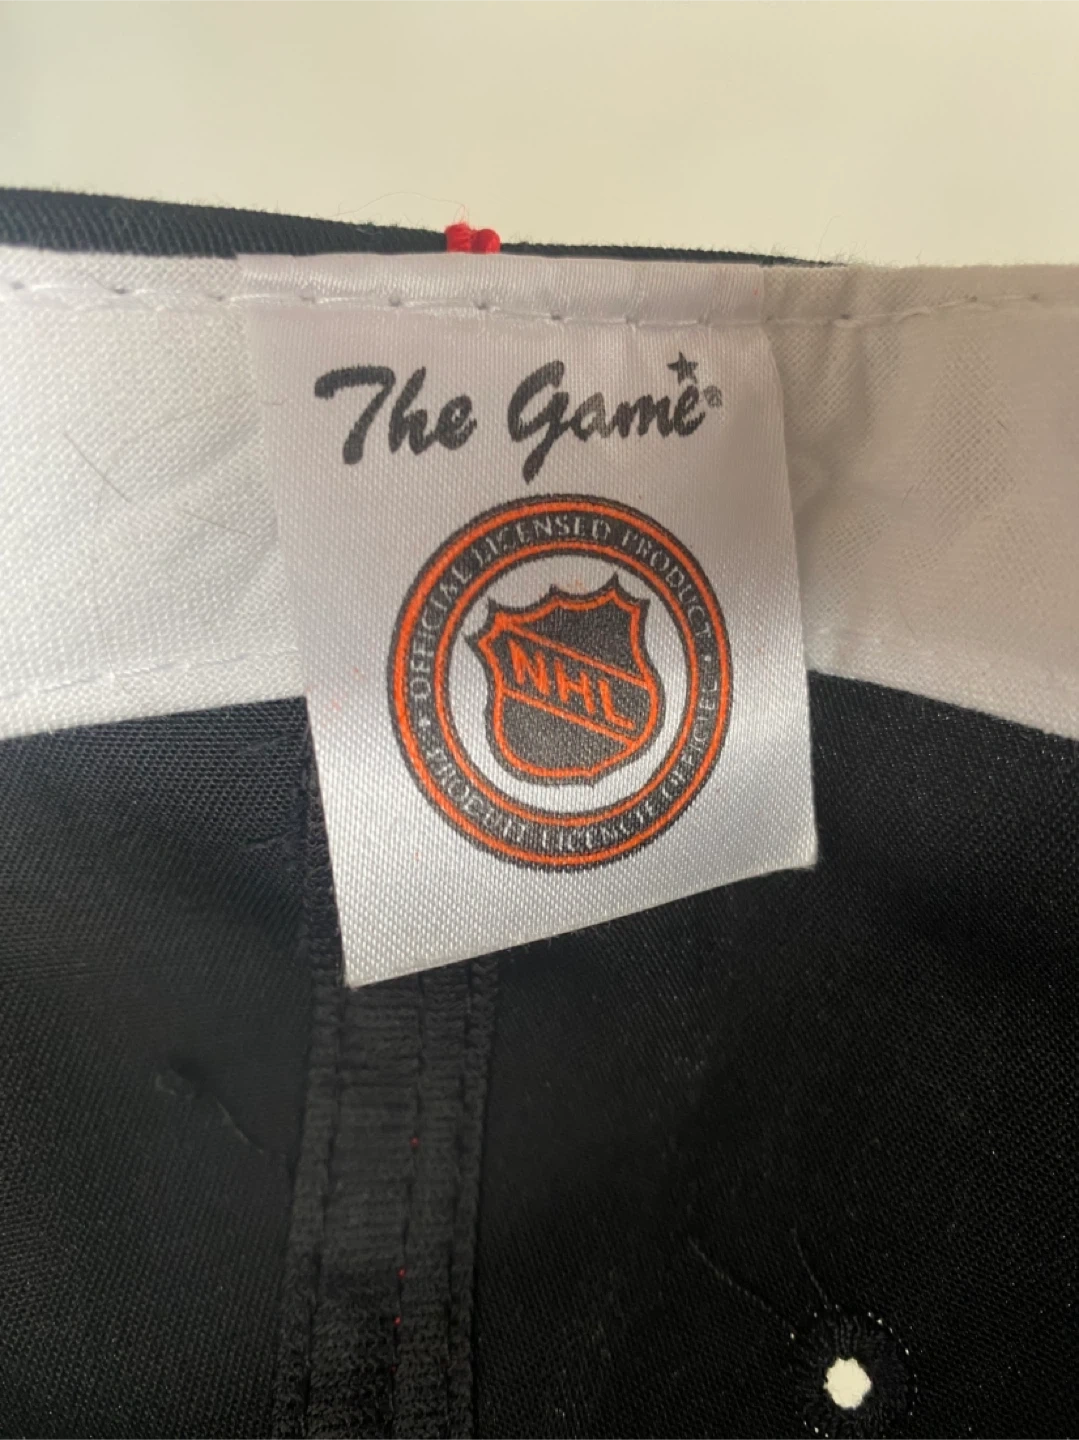 The Game®
OFFICIAL LICENSED PRODUCT
NHL
PRODUIT LICENCIE OFFICIEL